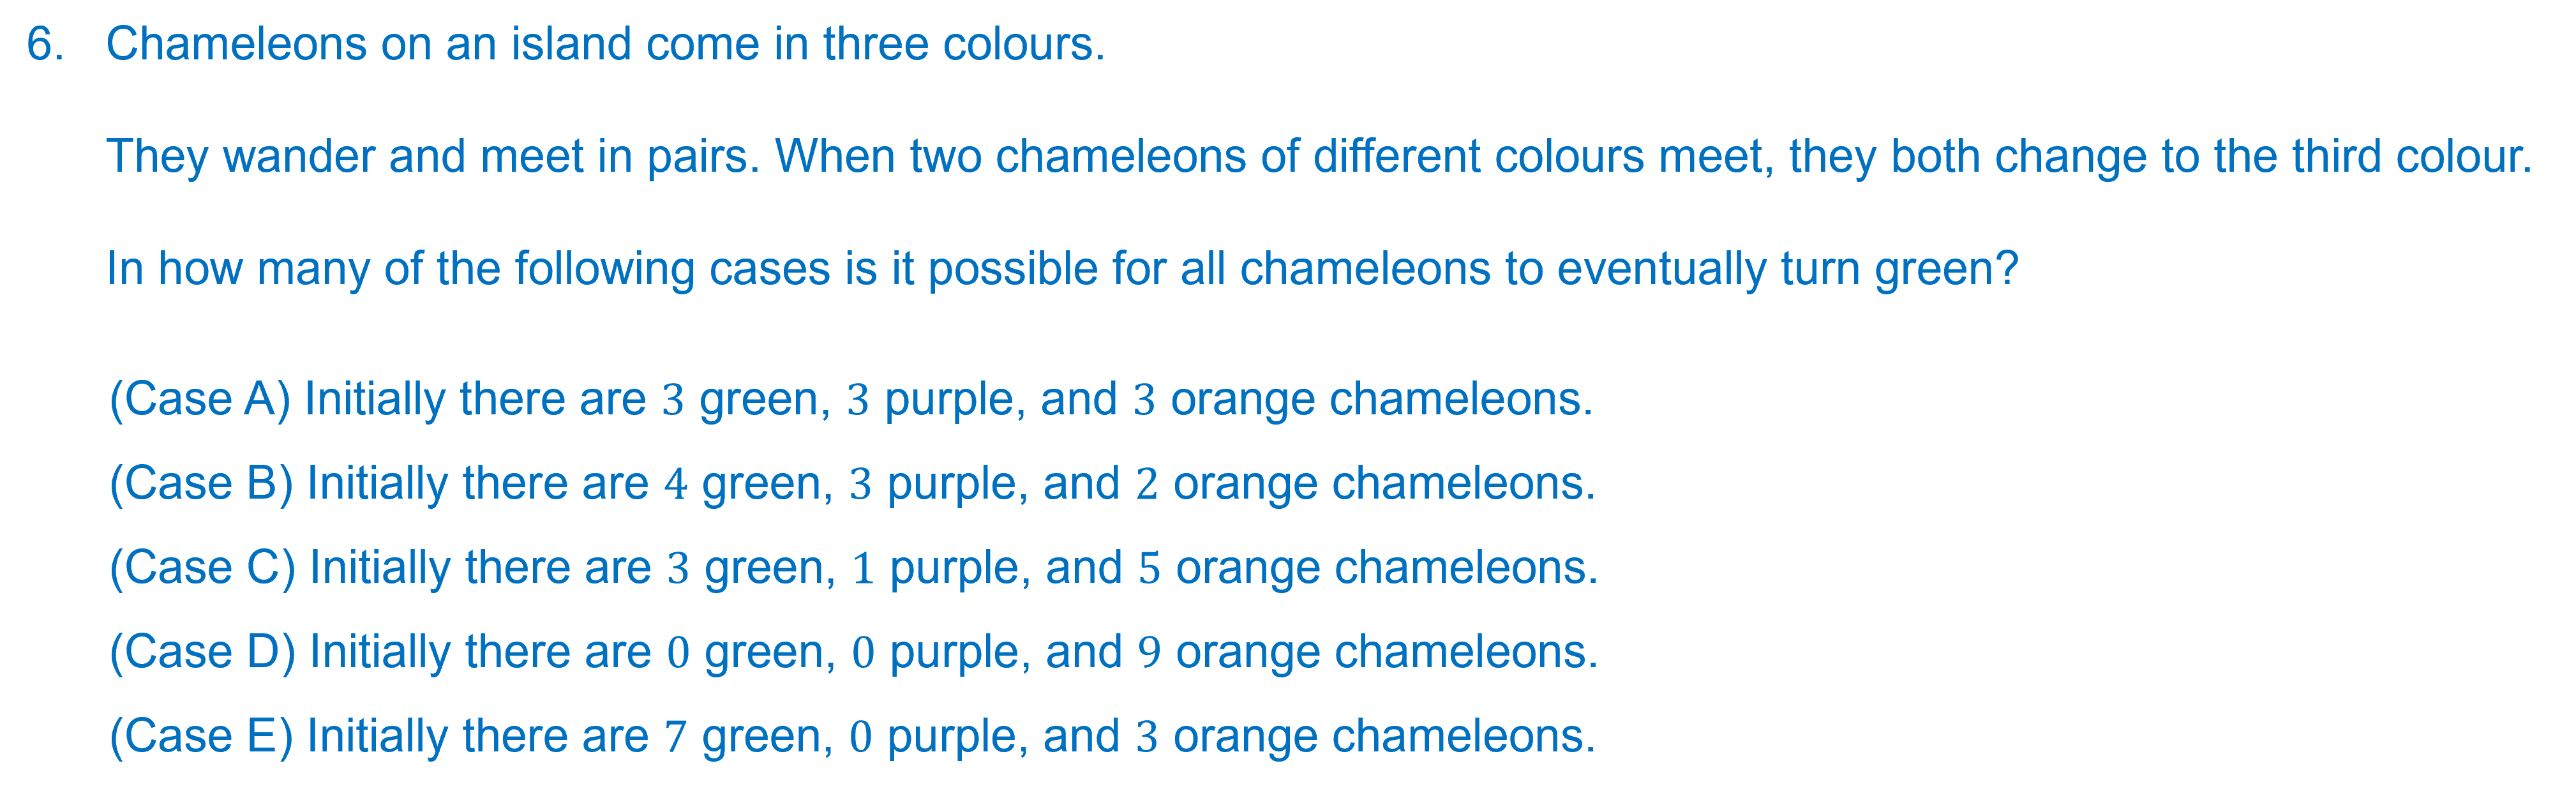 6. Chameleons on an island come in three colours.
They wander and meet in pairs. When two chameleons of different colours meet, they both change to the third colour.
In how many of the following cases is it possible for all chameleons to eventually turn green?
(Case A) Initially there are 3 green, 3 purple, and 3 orange chameleons.
(Case B) Initially there are 4 green, 3 purple, and 2 orange chameleons.
(Case C) Initially there are 3 green, 1 purple, and 5 orange chameleons.
(Case D) Initially there are 0 green, 0 purple, and 9 orange chameleons.
(Case E) Initially there are 7 green, 0 purple, and 3 orange chameleons.